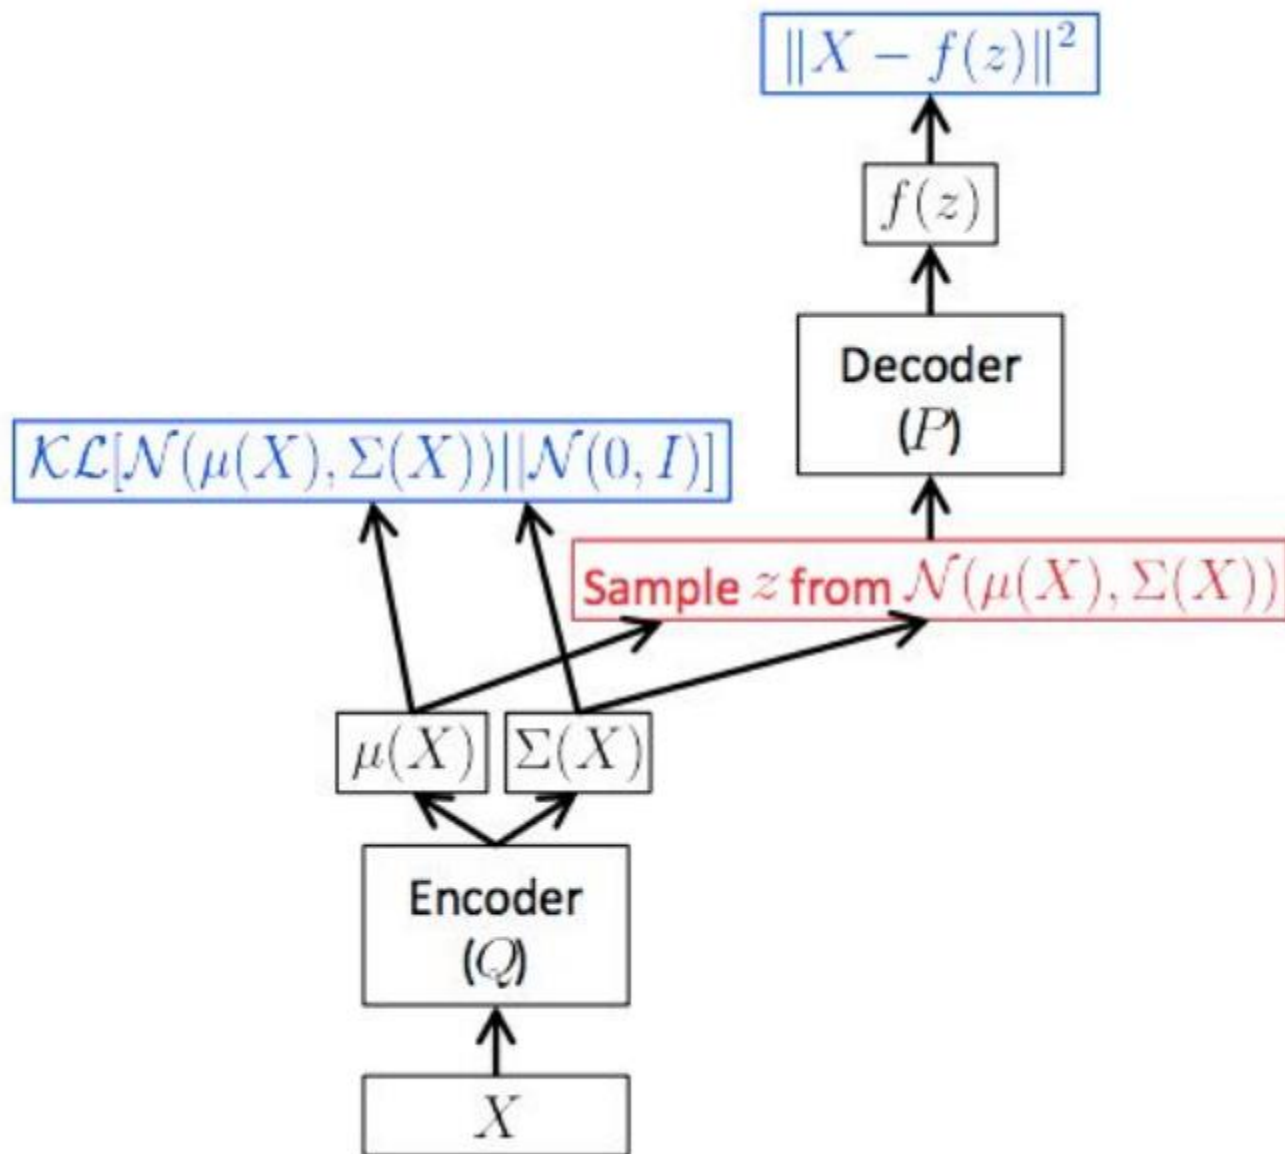 ‖X − f(z)‖²
f(z)
Decoder
(P)
𝒦ℒ[𝒩(μ(X), Σ(X))||𝒩(0, I)]
Sample z from 𝒩(μ(X), Σ(X))
μ(X) Σ(X)
Encoder
(Q)
X